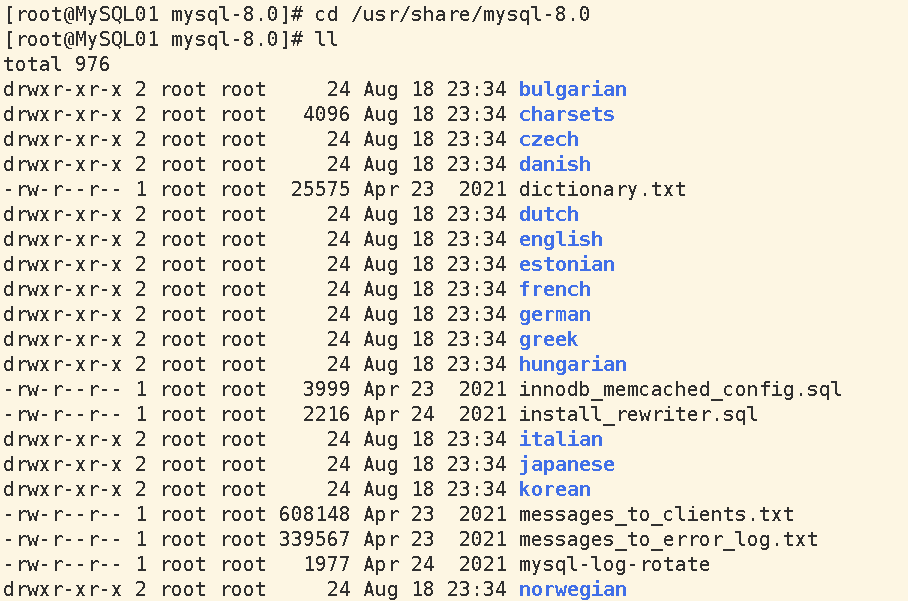 [root@MySQL01 mysql-8.0]# cd /usr/share/mysql-8.0
[root@MySQL01 mysql-8.0]# ll
total 976
drwxr-xr-x 2 root root     24 Aug 18 23:34 bulgarian
drwxr-xr-x 2 root root   4096 Aug 18 23:34 charsets
drwxr-xr-x 2 root root     24 Aug 18 23:34 czech
drwxr-xr-x 2 root root     24 Aug 18 23:34 danish
-rw-r--r-- 1 root root  25575 Apr 23  2021 dictionary.txt
drwxr-xr-x 2 root root     24 Aug 18 23:34 dutch
drwxr-xr-x 2 root root     24 Aug 18 23:34 english
drwxr-xr-x 2 root root     24 Aug 18 23:34 estonian
drwxr-xr-x 2 root root     24 Aug 18 23:34 french
drwxr-xr-x 2 root root     24 Aug 18 23:34 german
drwxr-xr-x 2 root root     24 Aug 18 23:34 greek
drwxr-xr-x 2 root root     24 Aug 18 23:34 hungarian
-rw-r--r-- 1 root root   3999 Apr 23  2021 innodb_memcached_config.sql
-rw-r--r-- 1 root root   2216 Apr 24  2021 install_rewriter.sql
drwxr-xr-x 2 root root     24 Aug 18 23:34 italian
drwxr-xr-x 2 root root     24 Aug 18 23:34 japanese
drwxr-xr-x 2 root root     24 Aug 18 23:34 korean
-rw-r--r-- 1 root root 608148 Apr 23  2021 messages_to_clients.txt
-rw-r--r-- 1 root root 339567 Apr 23  2021 messages_to_error_log.txt
-rw-r--r-- 1 root root   1977 Apr 24  2021 mysql-log-rotate
drwxr-xr-x 2 root root     24 Aug 18 23:34 norwegian